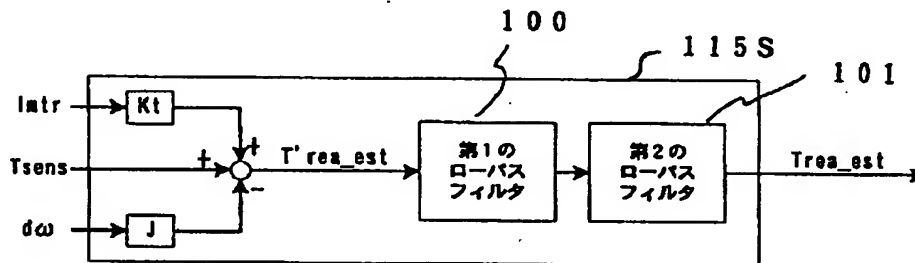 100
115S
101
Imtr
Kt
Tsens
+
+
-
T'rea_est
第1の
ローパス
フィルタ
第2の
ローパス
フィルタ
Trea_est
dω
J